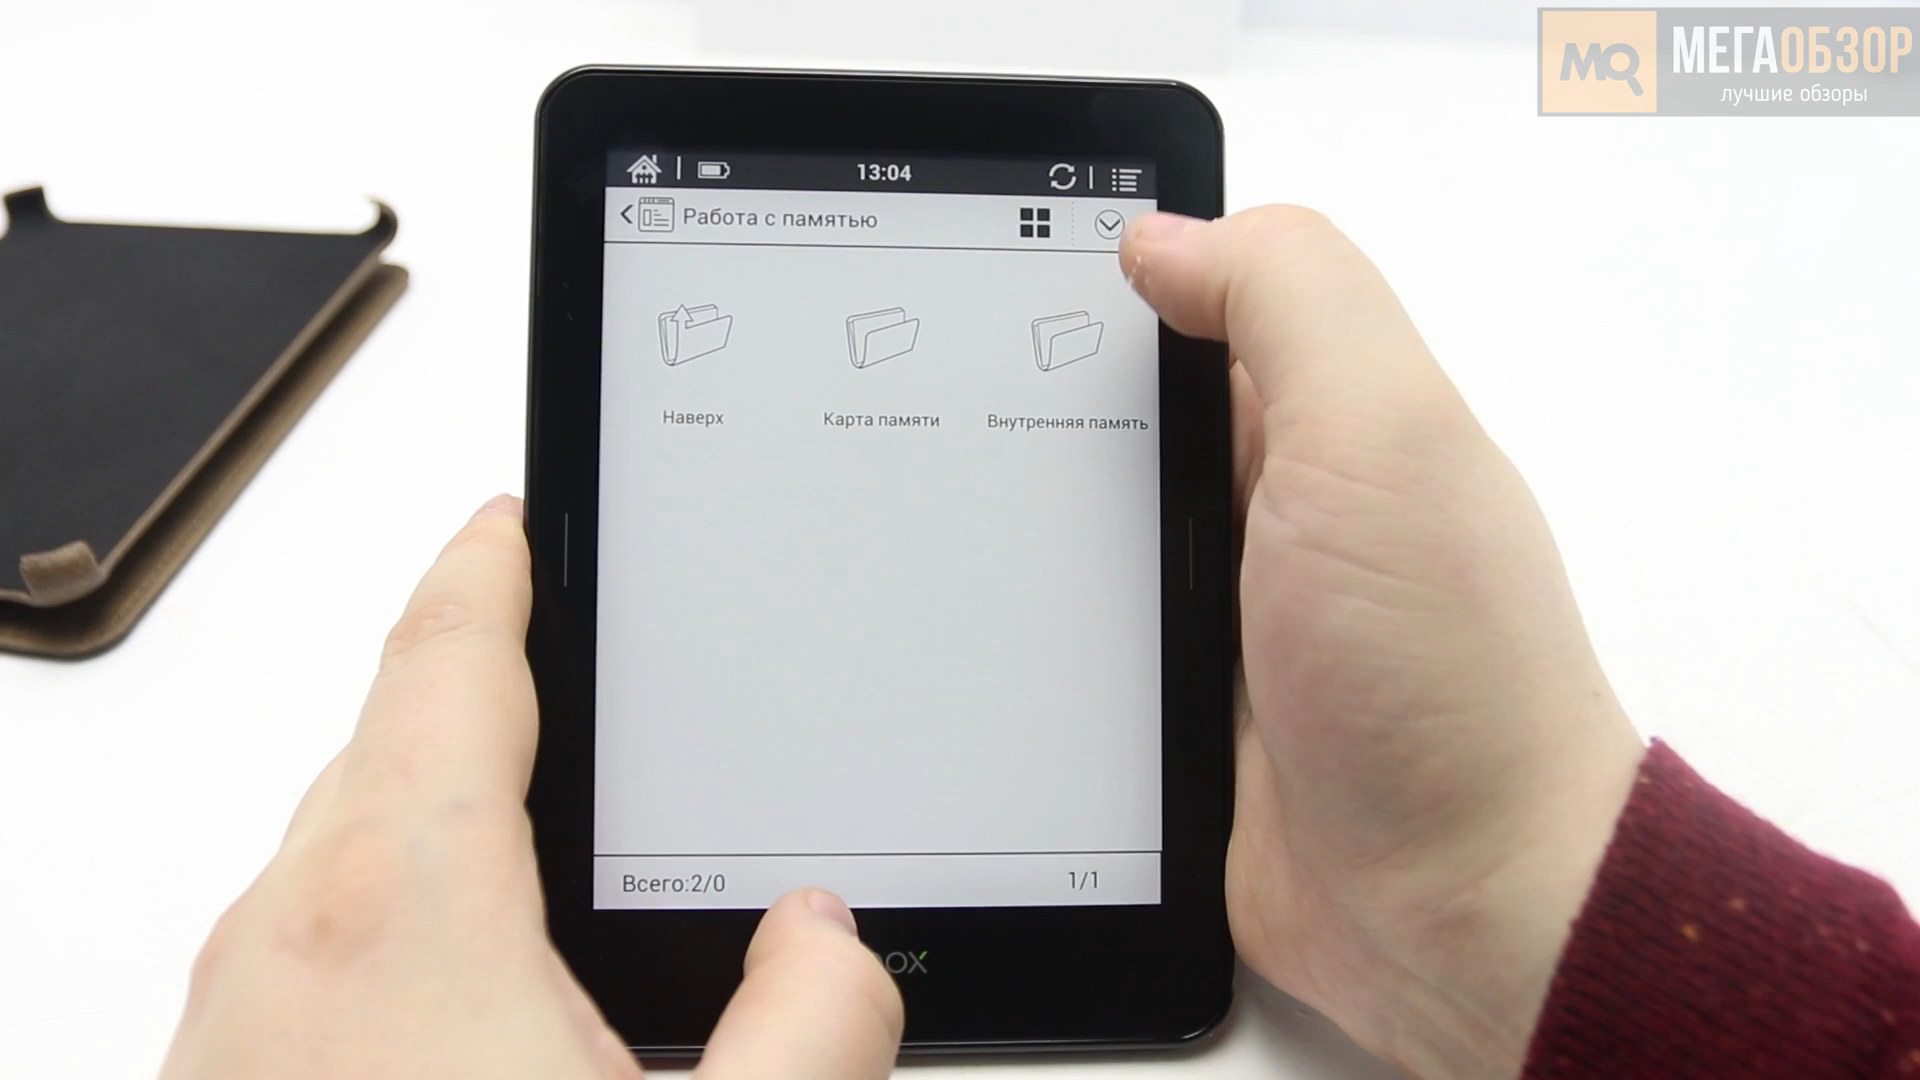 МЕГАОБЗОР
лучшие обзоры
13:04
Работа с памятью
Наверх
Карта памяти
Внутренняя память
Всего:2/0
1/1